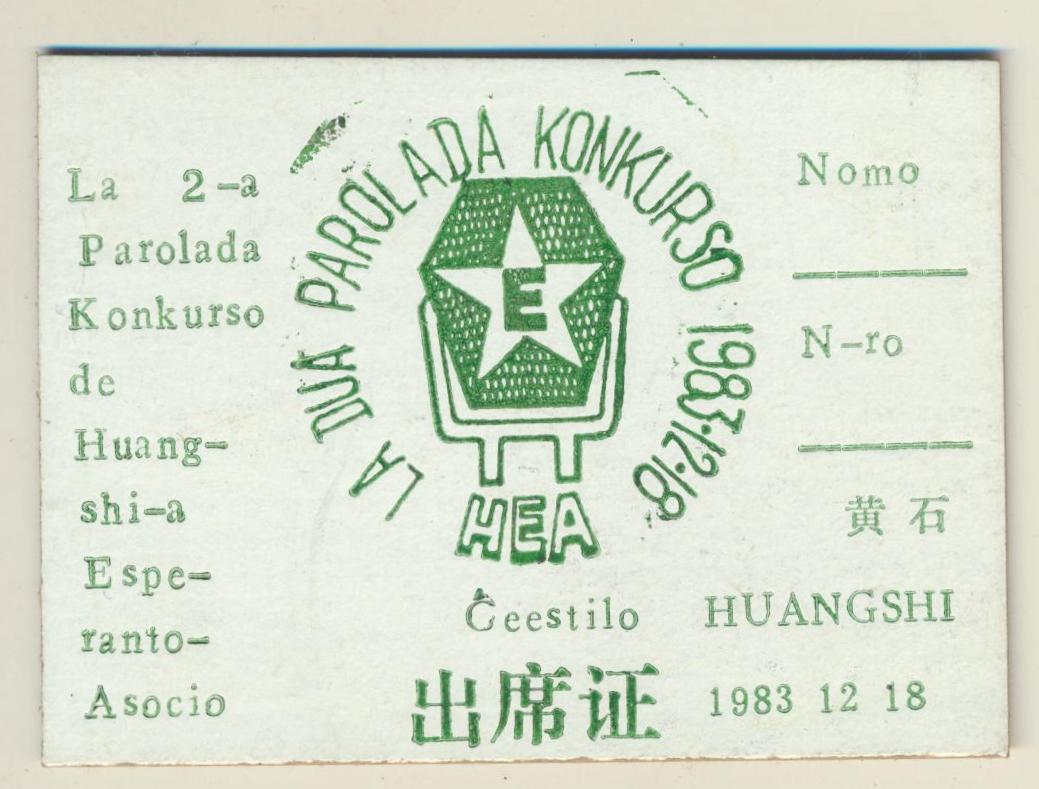 La 2-a
Parolada
Konkurso
de
Huang-
shi-a
Espe-
ranto-
Asocio
LA DUA PAROLADA KONKURSO 1983·12·18
E
HEA
Ĉeestilo
出席证
Nomo
N-ro
黄石
HUANGSHI
1983 12 18